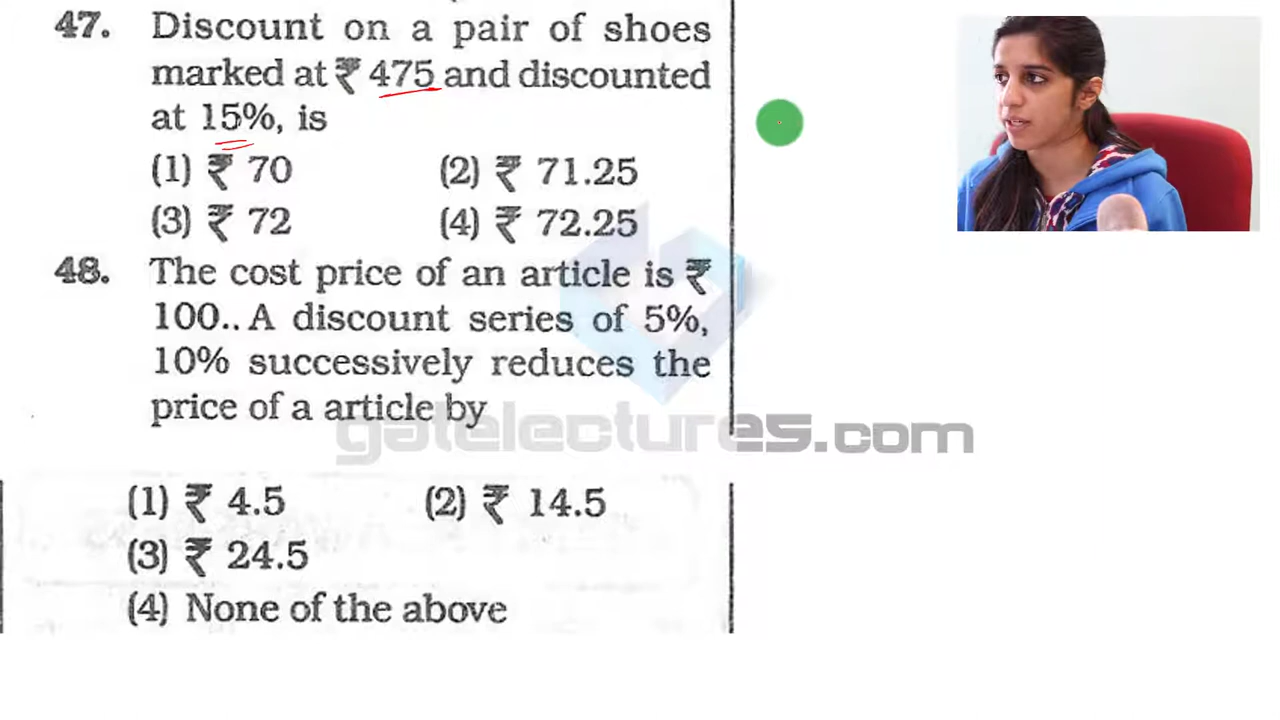 47. Discount on a pair of shoes
marked at ₹ 475 and discounted
at 15%, is
(1) ₹ 70 (2) ₹ 71.25
(3) ₹ 72 (4) ₹ 72.25
48. The cost price of an article is ₹
100.. A discount series of 5%,
10% successively reduces the
price of a article by
gatelectures.com
(1) ₹ 4.5 (2) ₹ 14.5
(3) ₹ 24.5
(4) None of the above